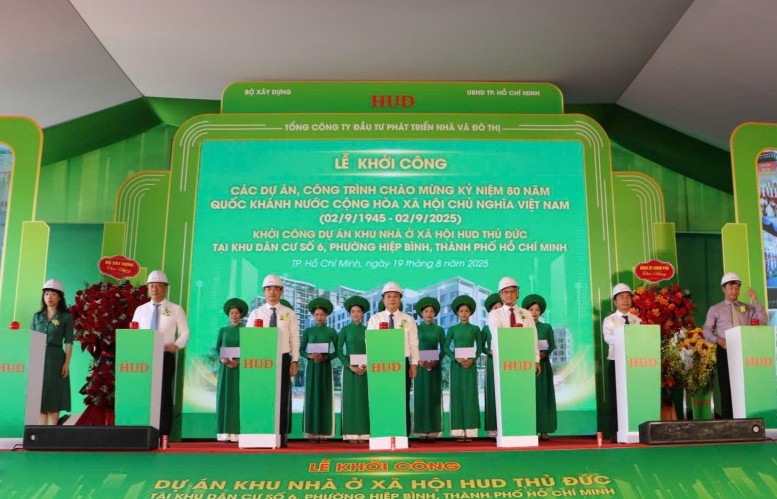 BỘ XÂY DỰNG
HUD
UBND TP. HỒ CHÍ MINH
TỔNG CÔNG TY ĐẦU TƯ PHÁT TRIỂN NHÀ VÀ ĐÔ THỊ
LỄ KHỞI CÔNG
CÁC DỰ ÁN, CÔNG TRÌNH CHÀO MỪNG KỶ NIỆM 80 NĂM
QUỐC KHÁNH NƯỚC CỘNG HÒA XÃ HỘI CHỦ NGHĨA VIỆT NAM
(02/9/1945 - 02/9/2025)
KHỞI CÔNG DỰ ÁN KHU NHÀ Ở XÃ HỘI HUD THỦ ĐỨC
TẠI KHU DÂN CƯ SỐ 6, PHƯỜNG HIỆP BÌNH, THÀNH PHỐ HỒ CHÍ MINH
TP. Hồ Chí Minh, ngày 19 tháng 8 năm 2025
BỘ XÂY DỰNG
HUD
HUD
HUD
HUD
HUD
HUD
HUD
LỄ KHỞI CÔNG
DỰ ÁN KHU NHÀ Ở XÃ HỘI HUD THỦ ĐỨC
TẠI KHU DÂN CƯ SỐ 6, PHƯỜNG HIỆP BÌNH, THÀNH PHỐ HỒ CHÍ MINH